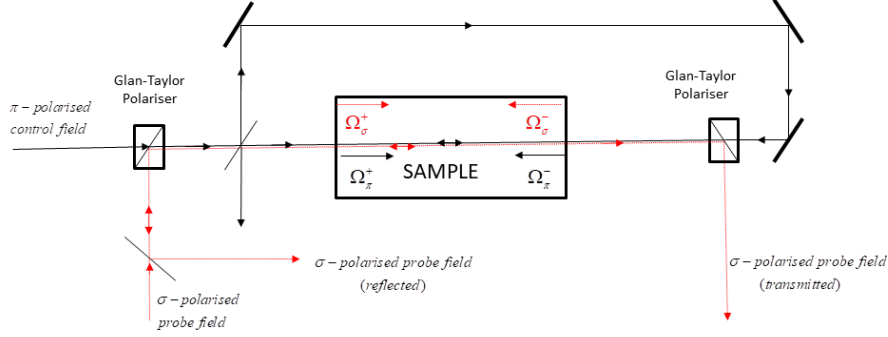 Glan-Taylor
Polariser
π − polarised
control field
Glan-Taylor
Polariser
Ω_σ^+
Ω_σ^-
SAMPLE
Ω_π^+
Ω_π^-
σ − polarised probe field
(reflected)
σ − polarised
probe field
σ − polarised probe field
(transmitted)